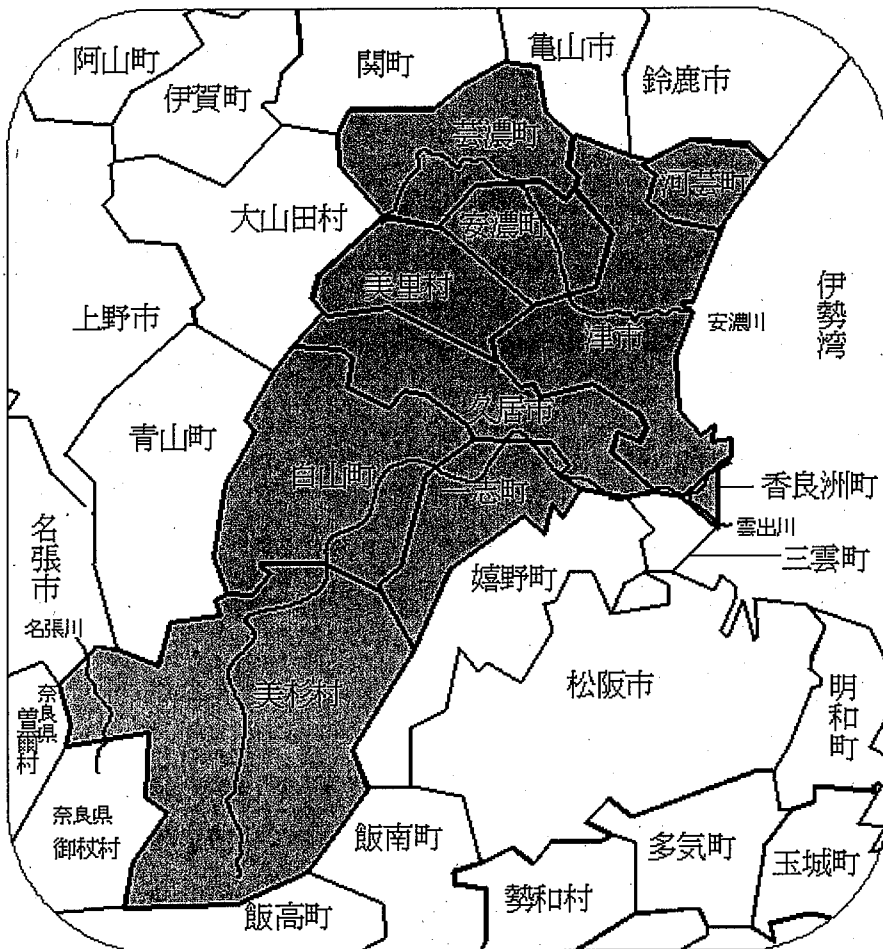 阿山町
伊賀町
関町
亀山市
鈴鹿市
芸濃町
河芸町
安濃町
大山田村
美里村
上野市
津市
安濃川
伊勢湾
久居市
青山町
白山町
一志町
香良洲町
雲出川
三雲町
名張市
嬉野町
名張川
美杉村
松阪市
明和町
奈良県
曽爾村
奈良県
御杖村
飯南町
多気町
玉城町
勢和村
飯高町